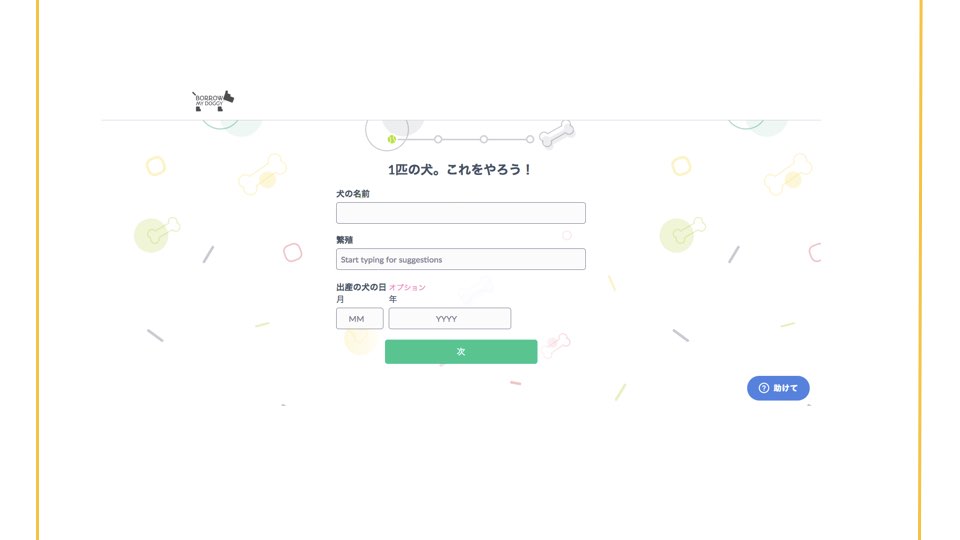 BORROW
MY DOGGY
1匹の犬。これをやろう！
犬の名前
繁殖
Start typing for suggestions
出産の犬の日 オプション
月 年
MM YYYY
次
助けて